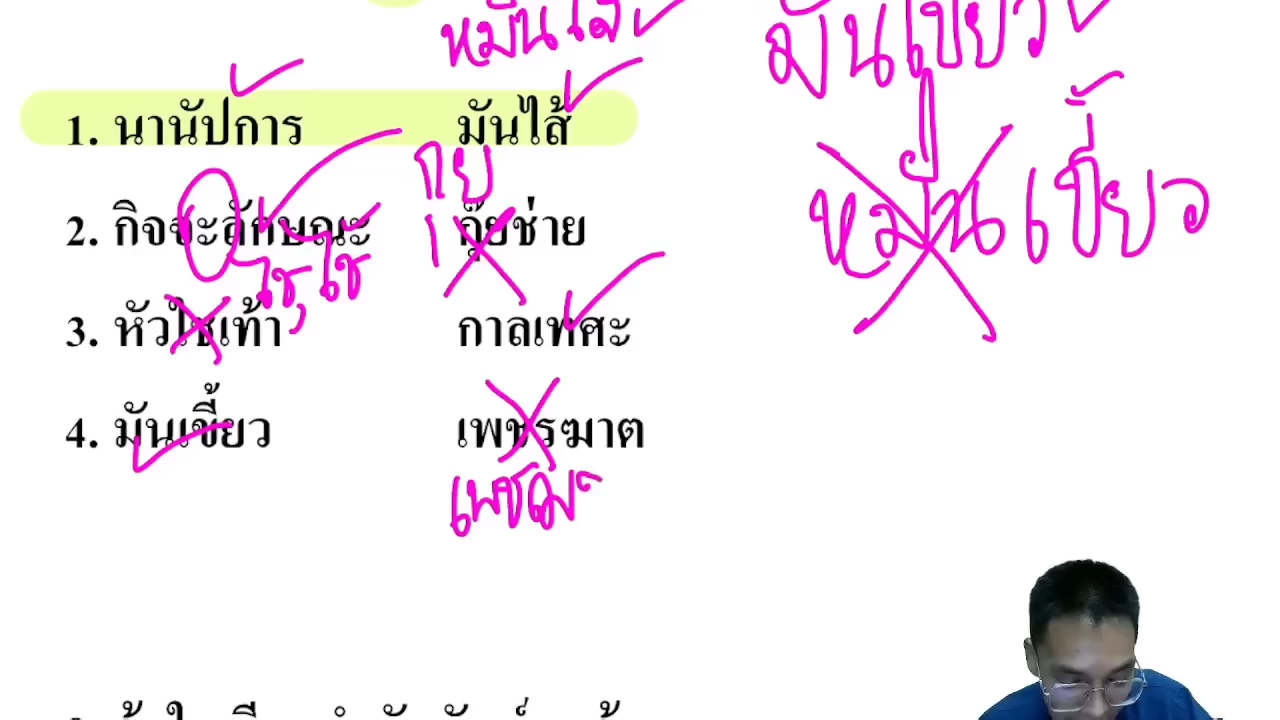 หมั่นไส้ มันเขี้ยว
1. นานัปการ มันไส้
กุย หมั่นเขี้ยว
2. กิจจะลักษณะ กุ๊ยช่าย
ไช, ไช้
3. หัวไชเท้า กาลเทศะ
4. มันเขี้ยว เพชรฆาต
เพชฌ